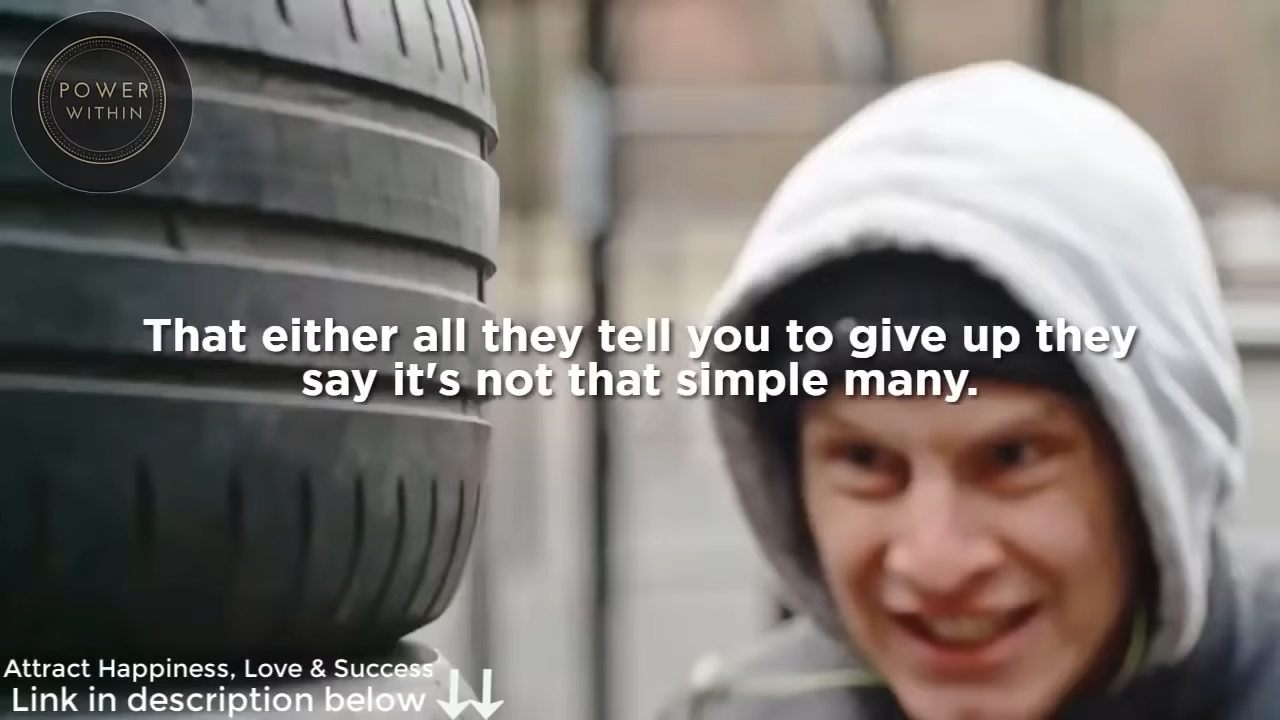 POWER
WITHIN
That either all they tell you to give up they
say it's not that simple many.
Attract Happiness, Love & Success
Link in description below